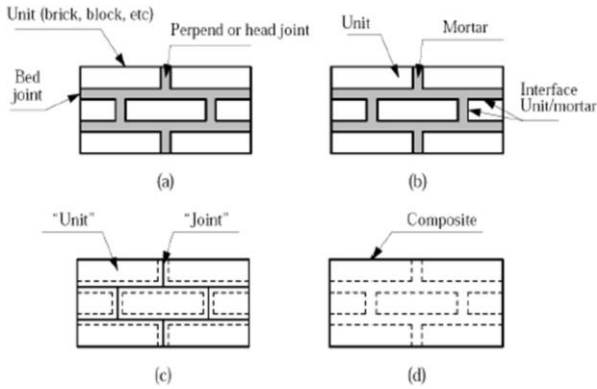 Unit (brick, block, etc)
Perpend or head joint
Bed
joint
(a)
Unit
Mortar
Interface
Unit/mortar
(b)
"Unit"
"Joint"
(c)
Composite
(d)